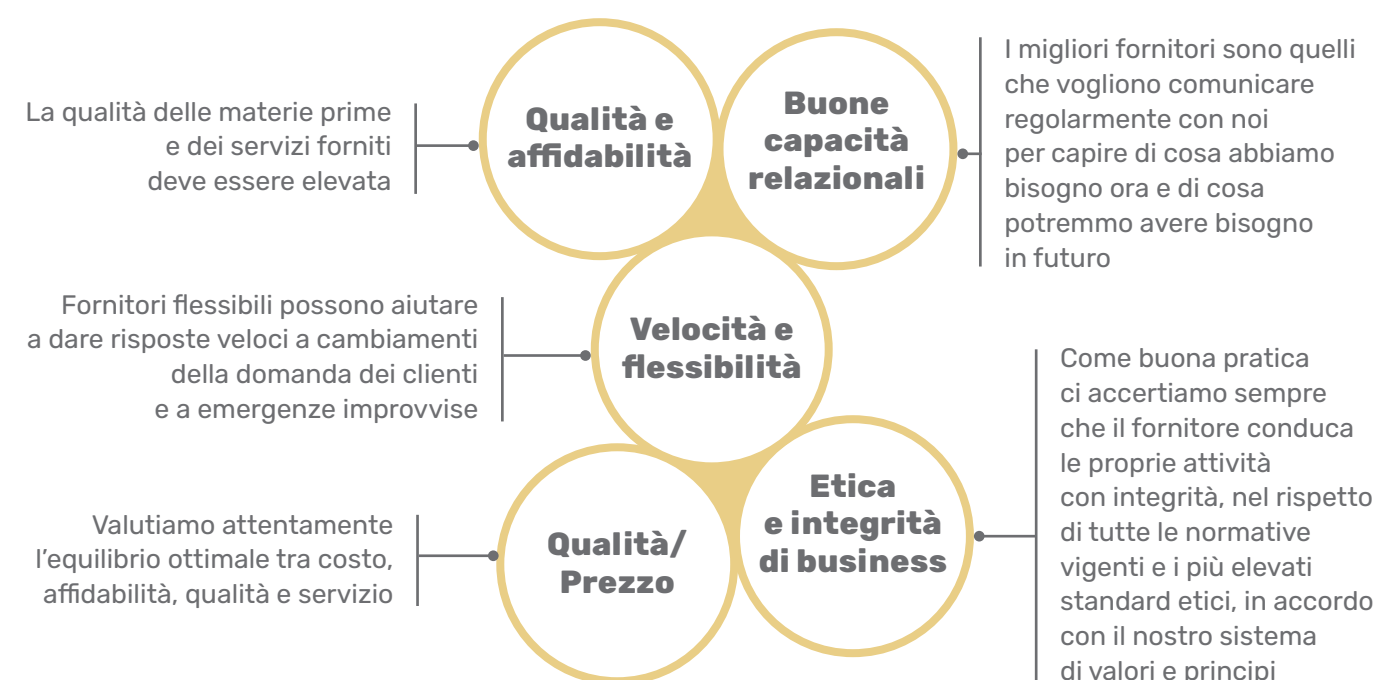 La qualità delle materie prime
e dei servizi forniti
deve essere elevata
Qualità e
affidabilità
Buone
capacità
relazionali
I migliori fornitori sono quelli
che vogliono comunicare
regolarmente con noi
per capire di cosa abbiamo
bisogno ora e di cosa
potremmo avere bisogno
in futuro
Fornitori flessibili possono aiutare
a dare risposte veloci a cambiamenti
della domanda dei clienti
e a emergenze improvvise
Velocità e
flessibilità
Valutiamo attentamente
l'equilibrio ottimale tra costo,
affidabilità, qualità e servizio
Qualità/
Prezzo
Etica
e integrità
di business
Come buona pratica
ci accertiamo sempre
che il fornitore conduca
le proprie attività
con integrità, nel rispetto
di tutte le normative
vigenti e i più elevati
standard etici, in accordo
con il nostro sistema
di valori e principi